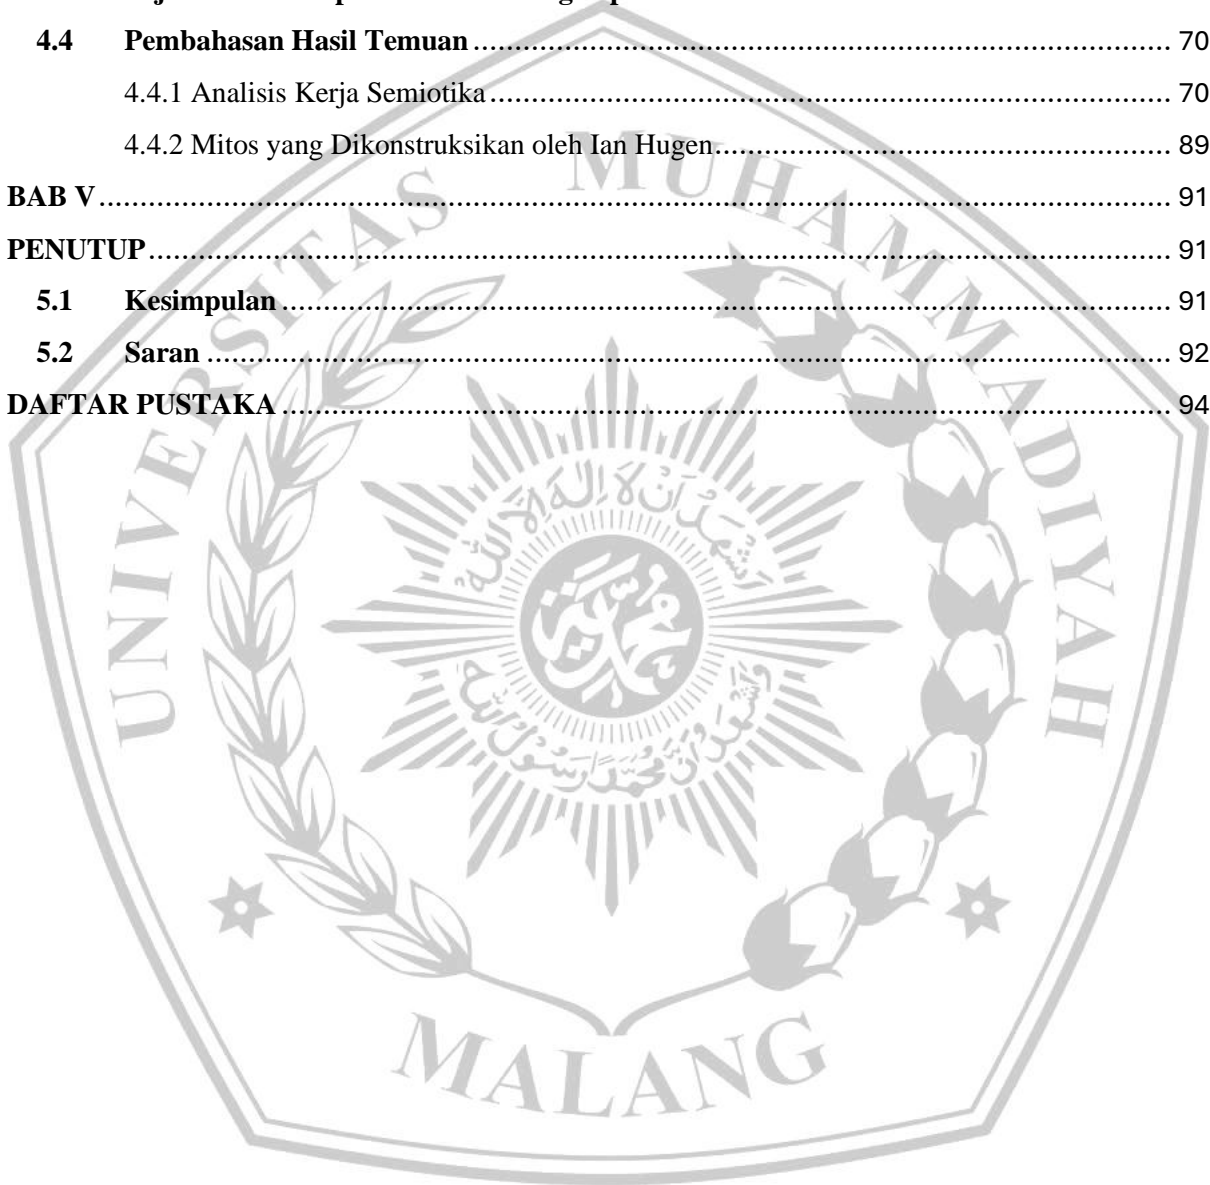 4.4 Pembahasan Hasil Temuan ........ 70
4.4.1 Analisis Kerja Semiotika ........ 70
4.4.2 Mitos yang Dikonstruksikan oleh Ian Hugen ........ 89
BAB V ........ 91
PENUTUP ........ 91
5.1 Kesimpulan ........ 91
5.2 Saran ........ 92
DAFTAR PUSTAKA ........ 94
UNIVERSITAS MUHAMMADIYAH
MALANG